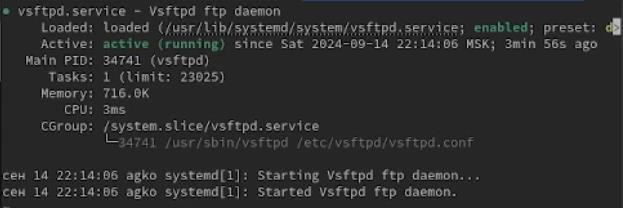 ● vsftpd.service - Vsftpd ftp daemon
Loaded: loaded (/usr/lib/systemd/system/vsftpd.service; enabled; preset: d>
Active: active (running) since Sat 2024-09-14 22:14:06 MSK; 3min 56s ago
Main PID: 34741 (vsftpd)
Tasks: 1 (limit: 23025)
Memory: 716.0K
CPU: 3ms
CGroup: /system.slice/vsftpd.service
└─34741 /usr/sbin/vsftpd /etc/vsftpd/vsftpd.conf
сен 14 22:14:06 agko systemd[1]: Starting Vsftpd ftp daemon...
сен 14 22:14:06 agko systemd[1]: Started Vsftpd ftp daemon.